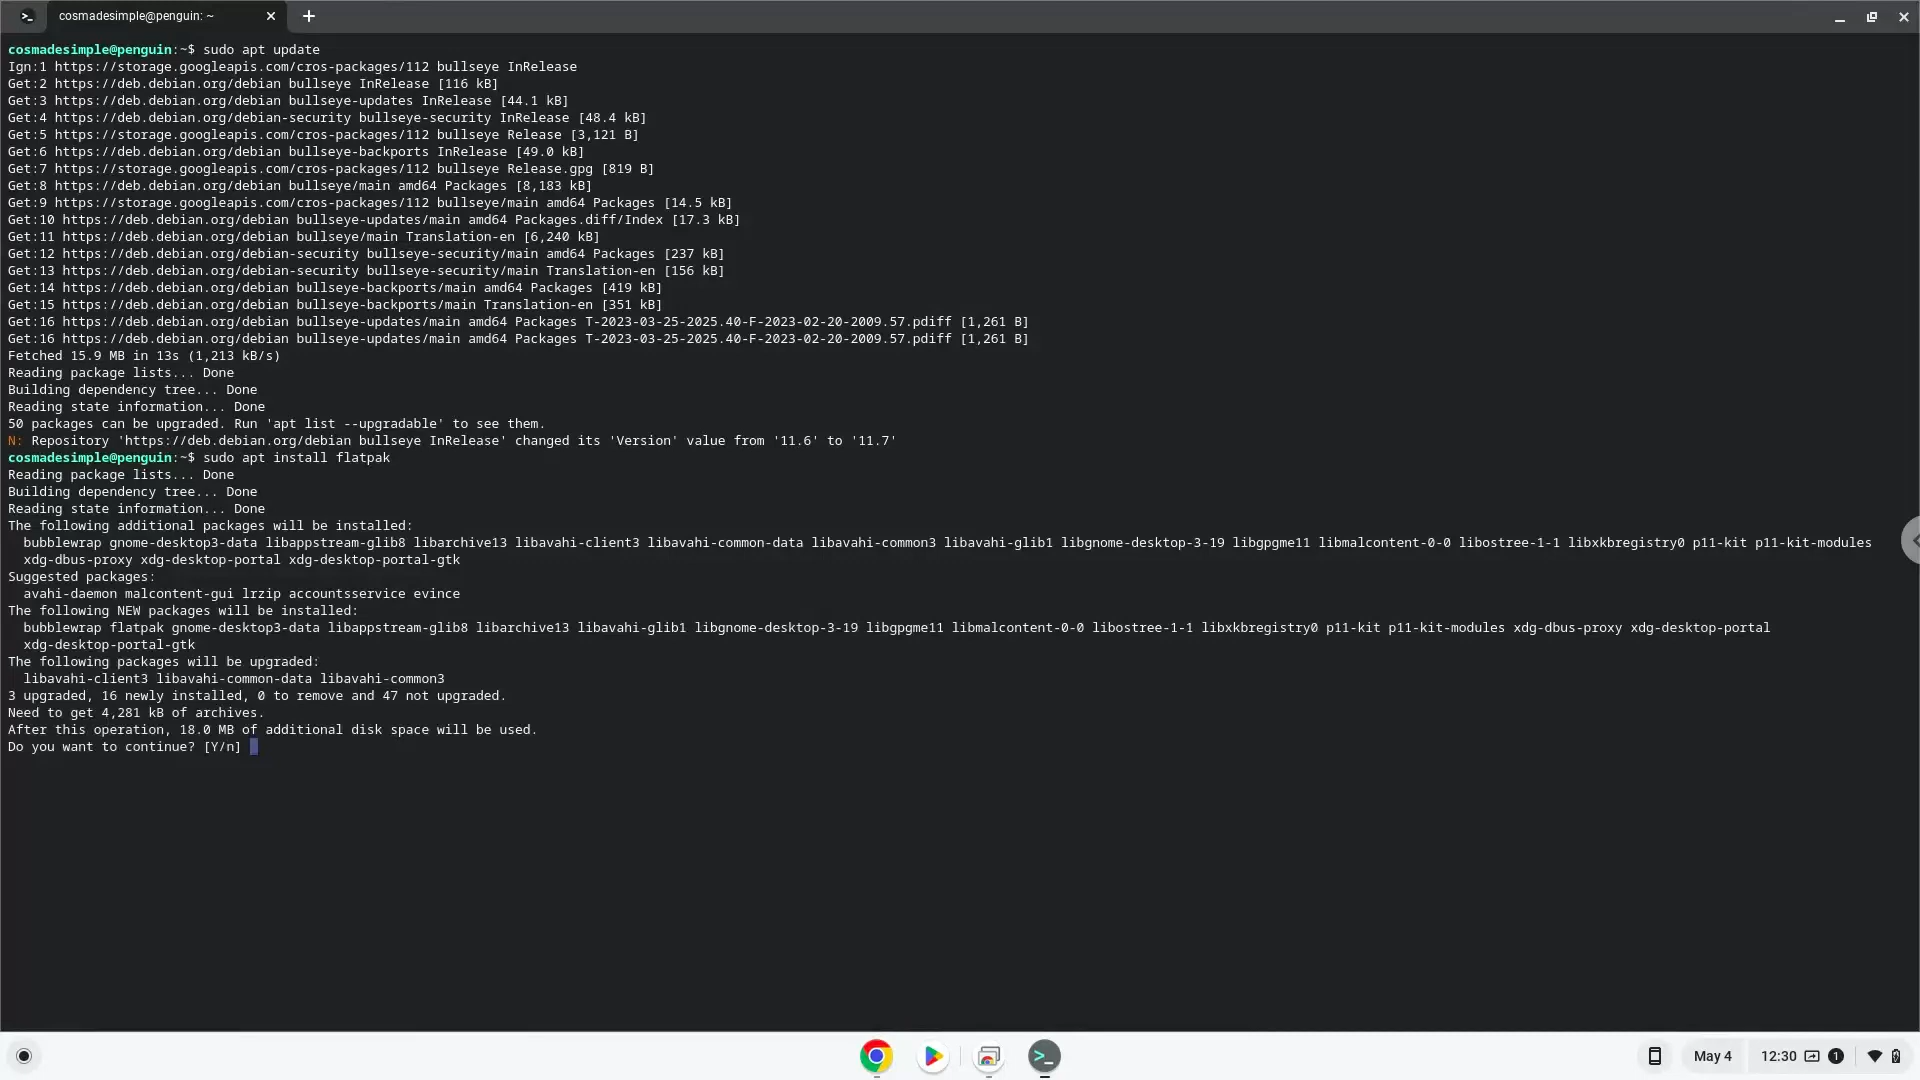 cosmadesimple@penguin: ~
cosmadesimple@penguin:~$ sudo apt update
Ign:1 https://storage.googleapis.com/cros-packages/112 bullseye InRelease
Get:2 https://deb.debian.org/debian bullseye InRelease [116 kB]
Get:3 https://deb.debian.org/debian bullseye-updates InRelease [44.1 kB]
Get:4 https://deb.debian.org/debian-security bullseye-security InRelease [48.4 kB]
Get:5 https://storage.googleapis.com/cros-packages/112 bullseye Release [3,121 B]
Get:6 https://deb.debian.org/debian bullseye-backports InRelease [49.0 kB]
Get:7 https://storage.googleapis.com/cros-packages/112 bullseye Release.gpg [819 B]
Get:8 https://deb.debian.org/debian bullseye/main amd64 Packages [8,183 kB]
Get:9 https://storage.googleapis.com/cros-packages/112 bullseye/main amd64 Packages [14.5 kB]
Get:10 https://deb.debian.org/debian bullseye-updates/main amd64 Packages.diff/Index [17.3 kB]
Get:11 https://deb.debian.org/debian bullseye/main Translation-en [6,240 kB]
Get:12 https://deb.debian.org/debian-security bullseye-security/main amd64 Packages [237 kB]
Get:13 https://deb.debian.org/debian-security bullseye-security/main Translation-en [156 kB]
Get:14 https://deb.debian.org/debian bullseye-backports/main amd64 Packages [419 kB]
Get:15 https://deb.debian.org/debian bullseye-backports/main Translation-en [351 kB]
Get:16 https://deb.debian.org/debian bullseye-updates/main amd64 Packages T-2023-03-25-2025.40-F-2023-02-20-2009.57.pdiff [1,261 B]
Get:16 https://deb.debian.org/debian bullseye-updates/main amd64 Packages T-2023-03-25-2025.40-F-2023-02-20-2009.57.pdiff [1,261 B]
Fetched 15.9 MB in 13s (1,213 kB/s)
Reading package lists... Done
Building dependency tree... Done
Reading state information... Done
50 packages can be upgraded. Run 'apt list --upgradable' to see them.
N: Repository 'https://deb.debian.org/debian bullseye InRelease' changed its 'Version' value from '11.6' to '11.7'
cosmadesimple@penguin:~$ sudo apt install flatpak
Reading package lists... Done
Building dependency tree... Done
Reading state information... Done
The following additional packages will be installed:
bubblewrap gnome-desktop3-data libappstream-glib8 libarchive13 libavahi-client3 libavahi-common-data libavahi-common3 libavahi-glib1 libgnome-desktop-3-19 libgpgme11 libmalcontent-0-0 libostree-1-1 libxkbregistry0 p11-kit p11-kit-modules
xdg-dbus-proxy xdg-desktop-portal xdg-desktop-portal-gtk
Suggested packages:
avahi-daemon malcontent-gui lrzip accountsservice evince
The following NEW packages will be installed:
bubblewrap flatpak gnome-desktop3-data libappstream-glib8 libarchive13 libavahi-glib1 libgnome-desktop-3-19 libgpgme11 libmalcontent-0-0 libostree-1-1 libxkbregistry0 p11-kit p11-kit-modules xdg-dbus-proxy xdg-desktop-portal
xdg-desktop-portal-gtk
The following packages will be upgraded:
libavahi-client3 libavahi-common-data libavahi-common3
3 upgraded, 16 newly installed, 0 to remove and 47 not upgraded.
Need to get 4,281 kB of archives.
After this operation, 18.0 MB of additional disk space will be used.
Do you want to continue? [Y/n]
May 4 12:30 1